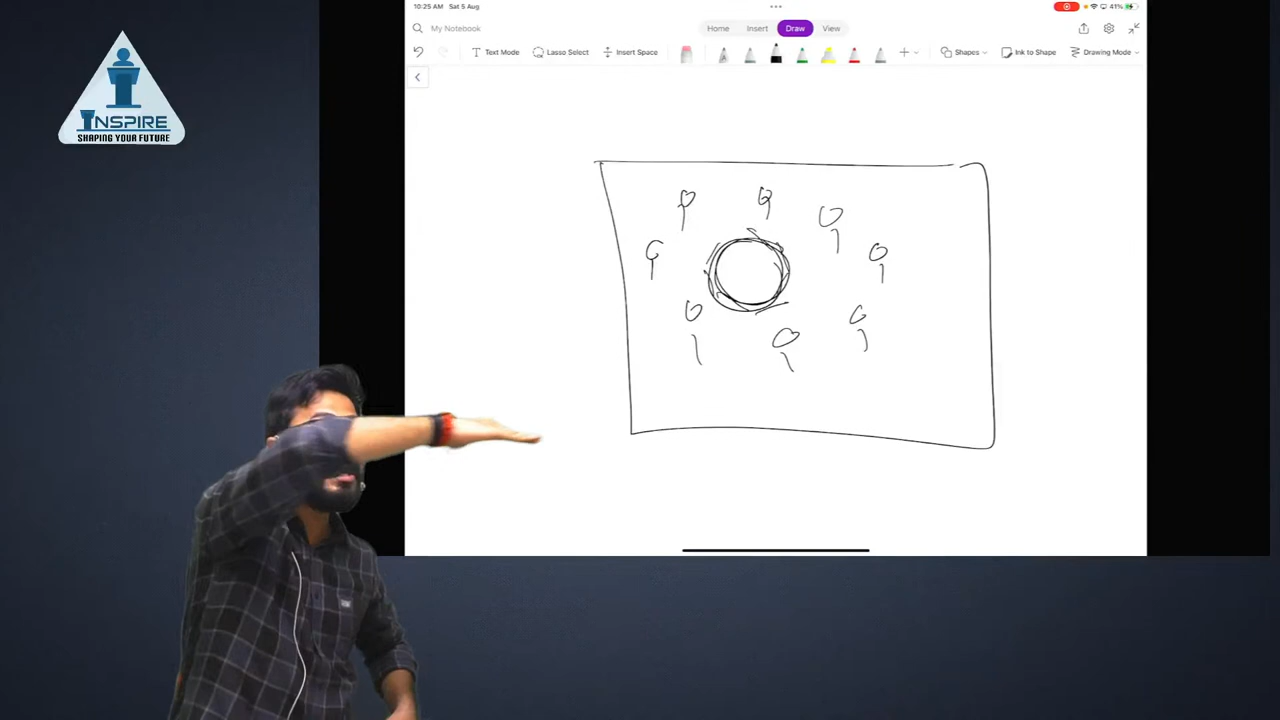 10:25 AM Sat 5 Aug
41%
My Notebook
Home Insert Draw View
Text Mode Lasso Select Insert Space Shapes Ink to Shape Drawing Mode
INSPIRE
SHAPING YOUR FUTURE